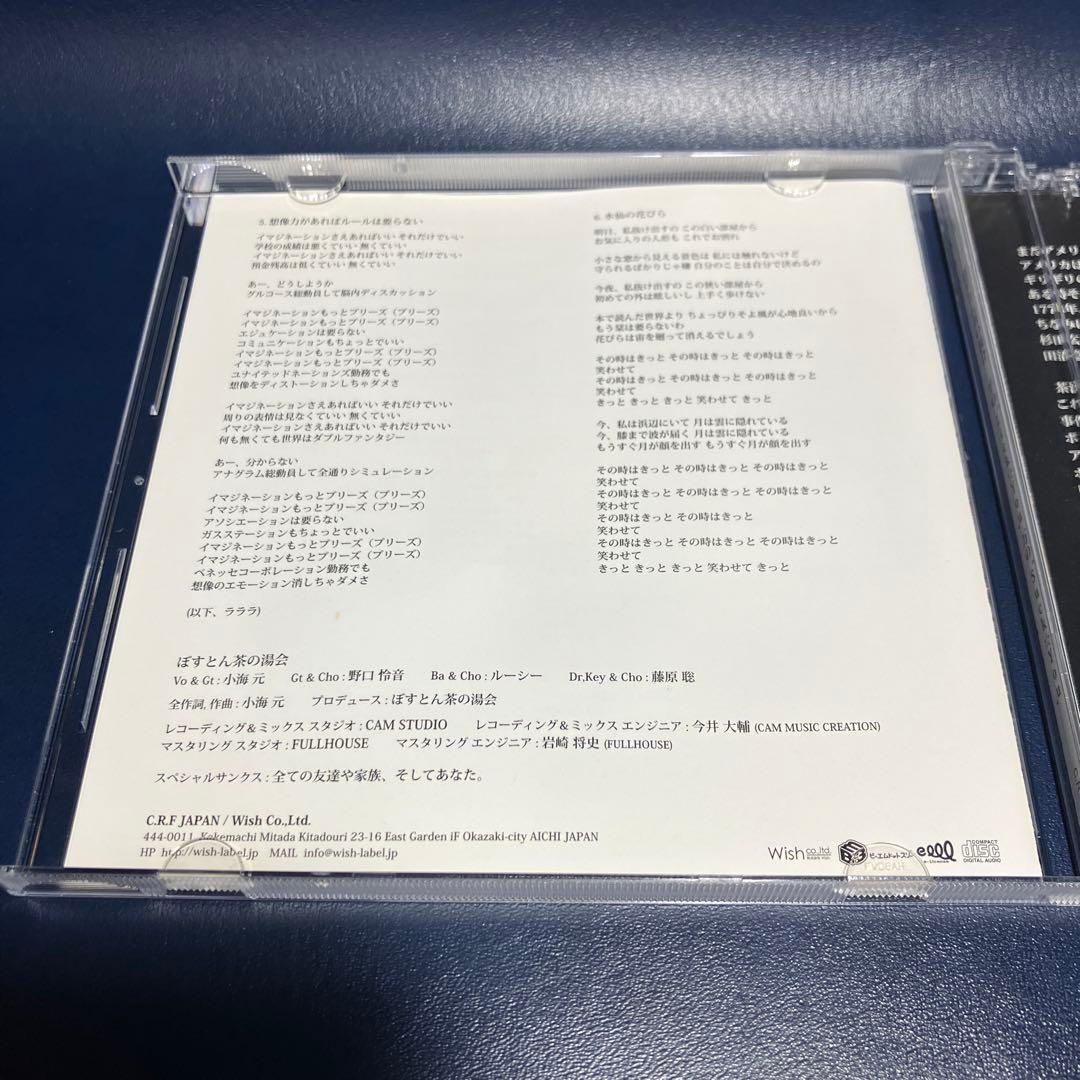 5. 想像力があればルールは要らない
イマジネーションさえあればいい それだけでいい
学校の成績は悪くていい 無くていい
イマジネーションさえあればいい それだけでいい
預金残高は低くていい 無くていい
あー、どうしようか
グルコース総動員して脳内ディスカッション
イマジネーションもっとプリーズ（プリーズ）
イマジネーションもっとプリーズ（プリーズ）
エジュケーションは要らない
コミュニケーションもちょっとでいい
イマジネーションもっとプリーズ（プリーズ）
イマジネーションもっとプリーズ（プリーズ）
ユナイテッドネーションズ勤務でも
想像をディストーションしちゃダメさ
イマジネーションさえあればいい それだけでいい
周りの表情は見なくていい 無くていい
イマジネーションさえあればいい それだけでいい
何も無くても世界はダブルファンタジー
あー、分からない
アナグラム総動員して全通りシミュレーション
イマジネーションもっとプリーズ（プリーズ）
イマジネーションもっとプリーズ（プリーズ）
アソシエーションは要らない
ガスステーションもちょっとでいい
イマジネーションもっとプリーズ（プリーズ）
イマジネーションもっとプリーズ（プリーズ）
ベネッセコーポレーション勤務でも
想像のエモーション消しちゃダメさ
(以下、ラララ)
6. 水仙の花びら
明日、私抜け出すの この白い部屋から
お気に入りの人形も これでお別れ
小さな窓から見える景色は 私には触れないけど
守られるばかりじゃ嫌 自分のことは自分で決めるの
今夜、私抜け出すの この狭い部屋から
初めての外は眩しいし 上手く歩けない
本で読んだ世界より ちょっぴりそよ風が心地良いから
もう栞は要らないわ
花びらは宙を廻って消えるでしょう
その時はきっと その時はきっと その時はきっと
笑わせて
その時はきっと その時はきっと その時はきっと
笑わせて
きっと きっと きっと 笑わせて きっと
今、私は浜辺にいて 月は雲に隠れている
今、膝まで波が届く 月は雲に隠れている
もうすぐ月が顔を出す もうすぐ月が顔を出す
その時はきっと その時はきっと その時はきっと
笑わせて
その時はきっと その時はきっと その時はきっと
笑わせて
その時はきっと その時はきっと
笑わせて
その時はきっと その時はきっと その時はきっと
笑わせて
きっと きっと きっと 笑わせて きっと
ぼすとん茶の湯会
Vo & Gt : 小海 元 Gt & Cho : 野口 怜音 Ba & Cho : ルーシー Dr,Key & Cho : 藤原 聡
全作詞, 作曲 : 小海 元 プロデュース : ぼすとん茶の湯会
レコーディング＆ミックス スタジオ : CAM STUDIO レコーディング＆ミックス エンジニア : 今井 大輔 (CAM MUSIC CREATION)
マスタリング スタジオ : FULLHOUSE マスタリング エンジニア : 岩崎 将史 (FULLHOUSE)
スペシャルサンクス : 全ての友達や家族、そしてあなた。
C.R.F JAPAN / Wish Co.,Ltd.
444-0011 Kakemachi Mitada Kitadouri 23-16 East Garden iF Okazaki-city AICHI JAPAN
HP http://wish-label.jp MAIL info@wish-label.jp
Wish co.,ltd.
ビーエムドットスリー
elll
e-License
COMPACT
disc
DIGITAL AUDIO
まだアメリ
アメリカは
ギリギリの
ある時そ